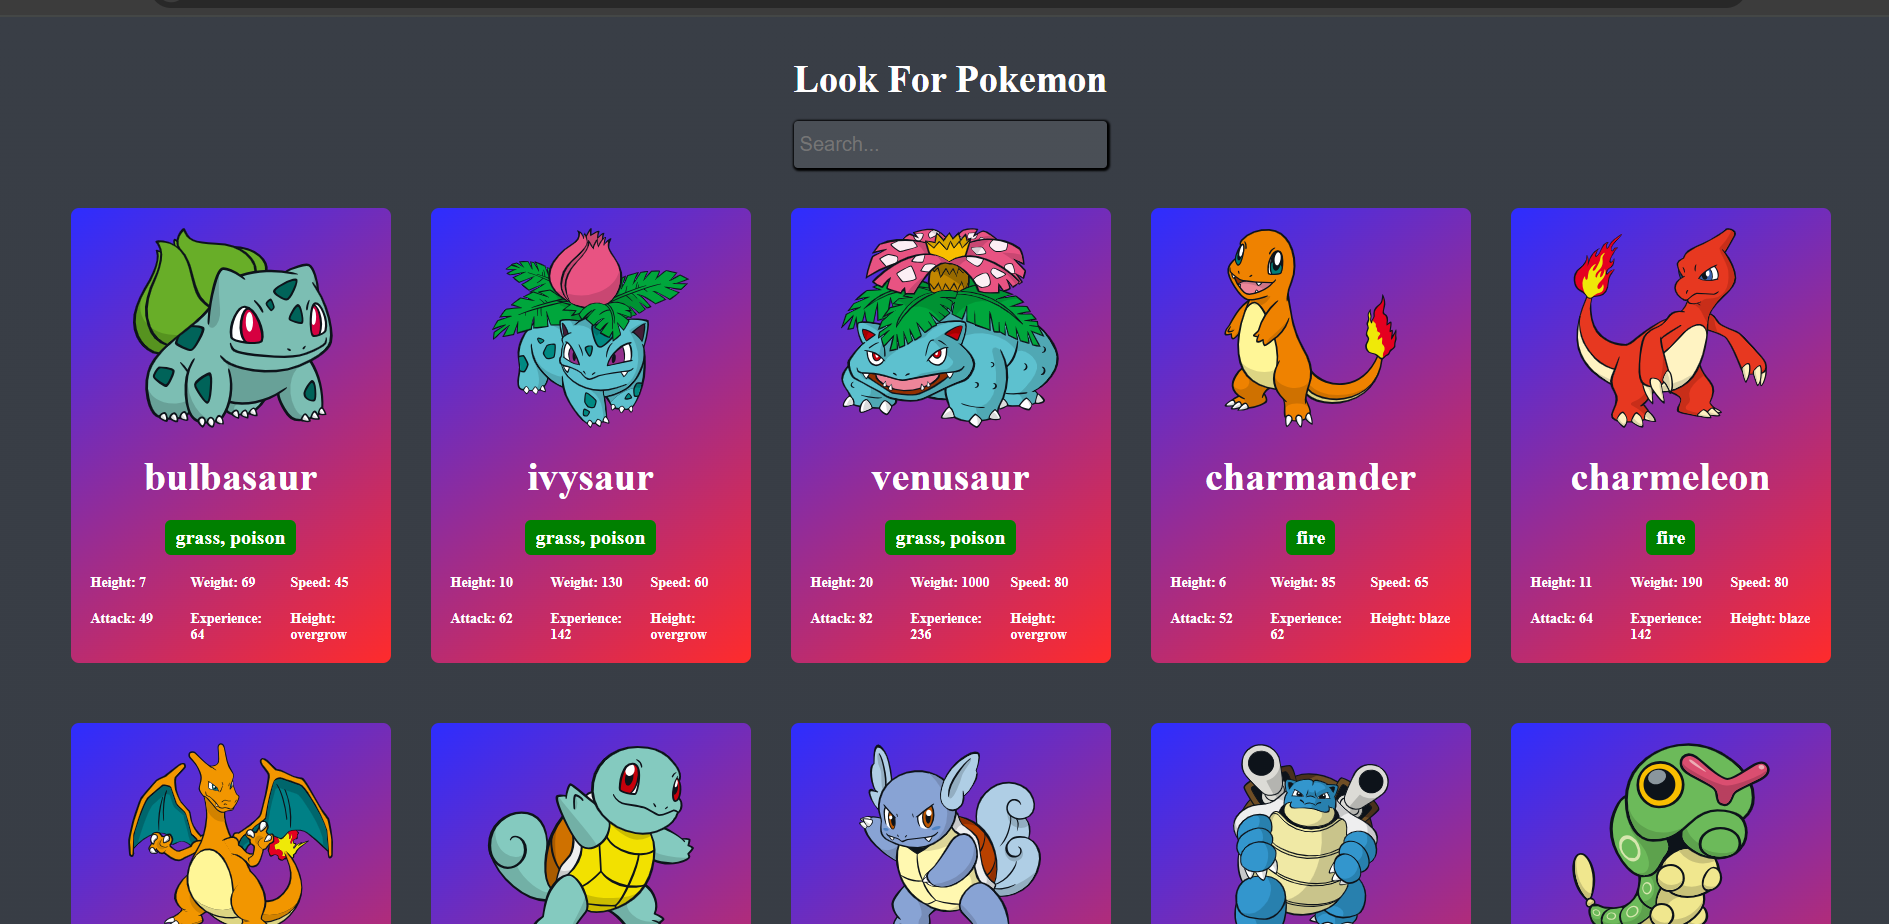 Look For Pokemon
Search...
bulbasaur
grass, poison
Height: 7 Weight: 69 Speed: 45
Attack: 49 Experience: 64 Height: overgrow
ivysaur
grass, poison
Height: 10 Weight: 130 Speed: 60
Attack: 62 Experience: 142 Height: overgrow
venusaur
grass, poison
Height: 20 Weight: 1000 Speed: 80
Attack: 82 Experience: 236 Height: overgrow
charmander
fire
Height: 6 Weight: 85 Speed: 65
Attack: 52 Experience: 62 Height: blaze
charmeleon
fire
Height: 11 Weight: 190 Speed: 80
Attack: 64 Experience: 142 Height: blaze